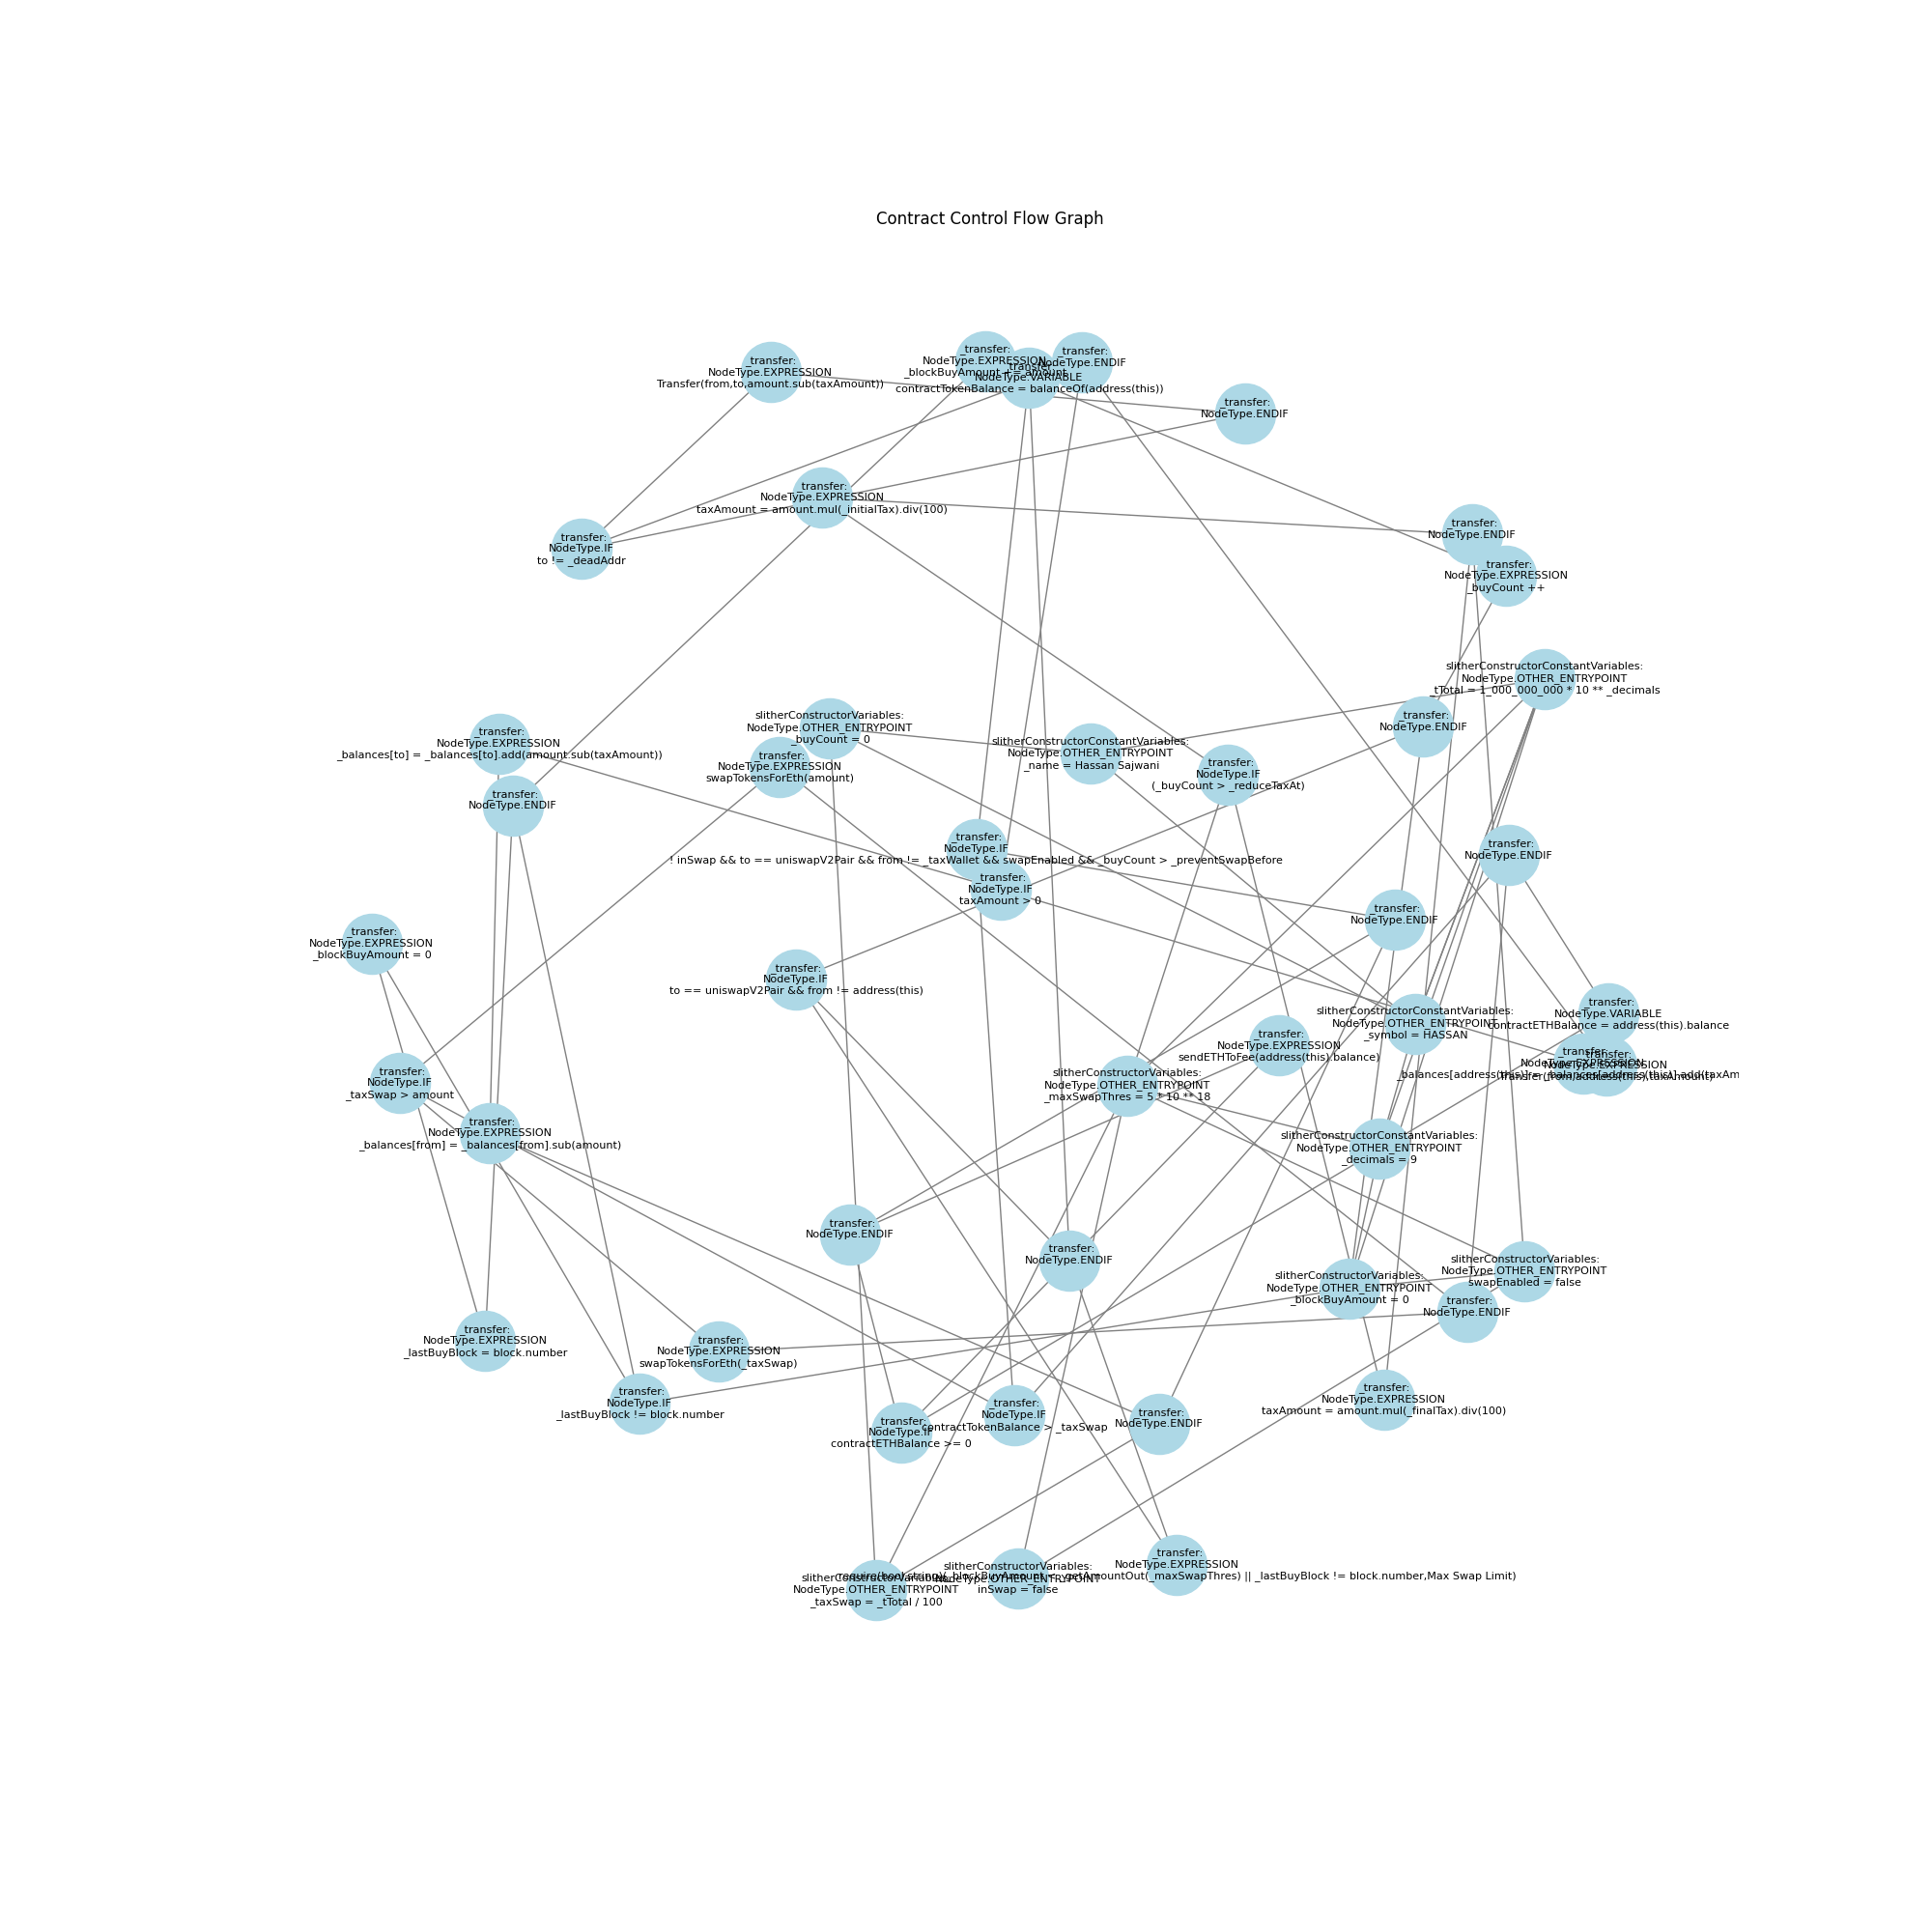 Contract Control Flow Graph
_transfer:
NodeType.EXPRESSION
Transfer(from,to,amount.sub(taxAmount))
_transfer:
NodeType.EXPRESSION
_blockBuyAmount += amount
_transfer:
NodeType.VARIABLE
contractTokenBalance = balanceOf(address(this))
_transfer:
NodeType.ENDIF
_transfer:
NodeType.ENDIF
_transfer:
NodeType.EXPRESSION
taxAmount = amount.mul(_initialTax).div(100)
_transfer:
NodeType.IF
to != _deadAddr
_transfer:
NodeType.ENDIF
_transfer:
NodeType.EXPRESSION
_buyCount ++
slitherConstructorConstantVariables:
NodeType.OTHER_ENTRYPOINT
_tTotal = 1_000_000_000 * 10 ** _decimals
_transfer:
NodeType.ENDIF
slitherConstructorVariables:
NodeType.OTHER_ENTRYPOINT
_buyCount = 0
_transfer:
NodeType.EXPRESSION
_balances[to] = _balances[to].add(amount.sub(taxAmount))
_transfer:
NodeType.EXPRESSION
swapTokensForEth(amount)
slitherConstructorConstantVariables:
NodeType.OTHER_ENTRYPOINT
_name = Hassan Sajwani
_transfer:
NodeType.IF
(_buyCount > _reduceTaxAt)
_transfer:
NodeType.ENDIF
_transfer:
NodeType.IF
! inSwap && to == uniswapV2Pair && from != _taxWallet && swapEnabled && _buyCount > _preventSwapBefore
_transfer:
NodeType.ENDIF
_transfer:
NodeType.IF
taxAmount > 0
_transfer:
NodeType.ENDIF
_transfer:
NodeType.EXPRESSION
_blockBuyAmount = 0
_transfer:
NodeType.IF
to == uniswapV2Pair && from != address(this)
_transfer:
NodeType.VARIABLE
contractETHBalance = address(this).balance
slitherConstructorConstantVariables:
NodeType.OTHER_ENTRYPOINT
_symbol = HASSAN
_transfer:
NodeType.EXPRESSION
sendETHToFee(address(this).balance)
_transfer:
NodeType.EXPRESSION
_balances[address(this)] = _balances[address(this)].add(taxAm
_transfer:
NodeType.EXPRESSION
Transfer(from,address(this),taxAmount)
_transfer:
NodeType.IF
_taxSwap > amount
slitherConstructorVariables:
NodeType.OTHER_ENTRYPOINT
_maxSwapThres = 5 * 10 ** 18
_transfer:
NodeType.EXPRESSION
_balances[from] = _balances[from].sub(amount)
slitherConstructorConstantVariables:
NodeType.OTHER_ENTRYPOINT
_decimals = 9
_transfer:
NodeType.ENDIF
_transfer:
NodeType.ENDIF
slitherConstructorVariables:
NodeType.OTHER_ENTRYPOINT
swapEnabled = false
slitherConstructorVariables:
NodeType.OTHER_ENTRYPOINT
_blockBuyAmount = 0
_transfer:
NodeType.ENDIF
_transfer:
NodeType.EXPRESSION
_lastBuyBlock = block.number
_transfer:
NodeType.EXPRESSION
swapTokensForEth(_taxSwap)
_transfer:
NodeType.IF
_lastBuyBlock != block.number
_transfer:
NodeType.EXPRESSION
taxAmount = amount.mul(_finalTax).div(100)
_transfer:
NodeType.IF
contractTokenBalance > _taxSwap
_transfer:
NodeType.ENDIF
_transfer:
NodeType.IF
contractETHBalance >= 0
_transfer:
NodeType.EXPRESSION
require(bool,string)(_blockBuyAmount < _getAmountOut(_maxSwapThres) || _lastBuyBlock != block.number,Max Swap Limit)
slitherConstructorVariables:
NodeType.OTHER_ENTRYPOINT
inSwap = false
slitherConstructorVariables:
NodeType.OTHER_ENTRYPOINT
_taxSwap = _tTotal / 100